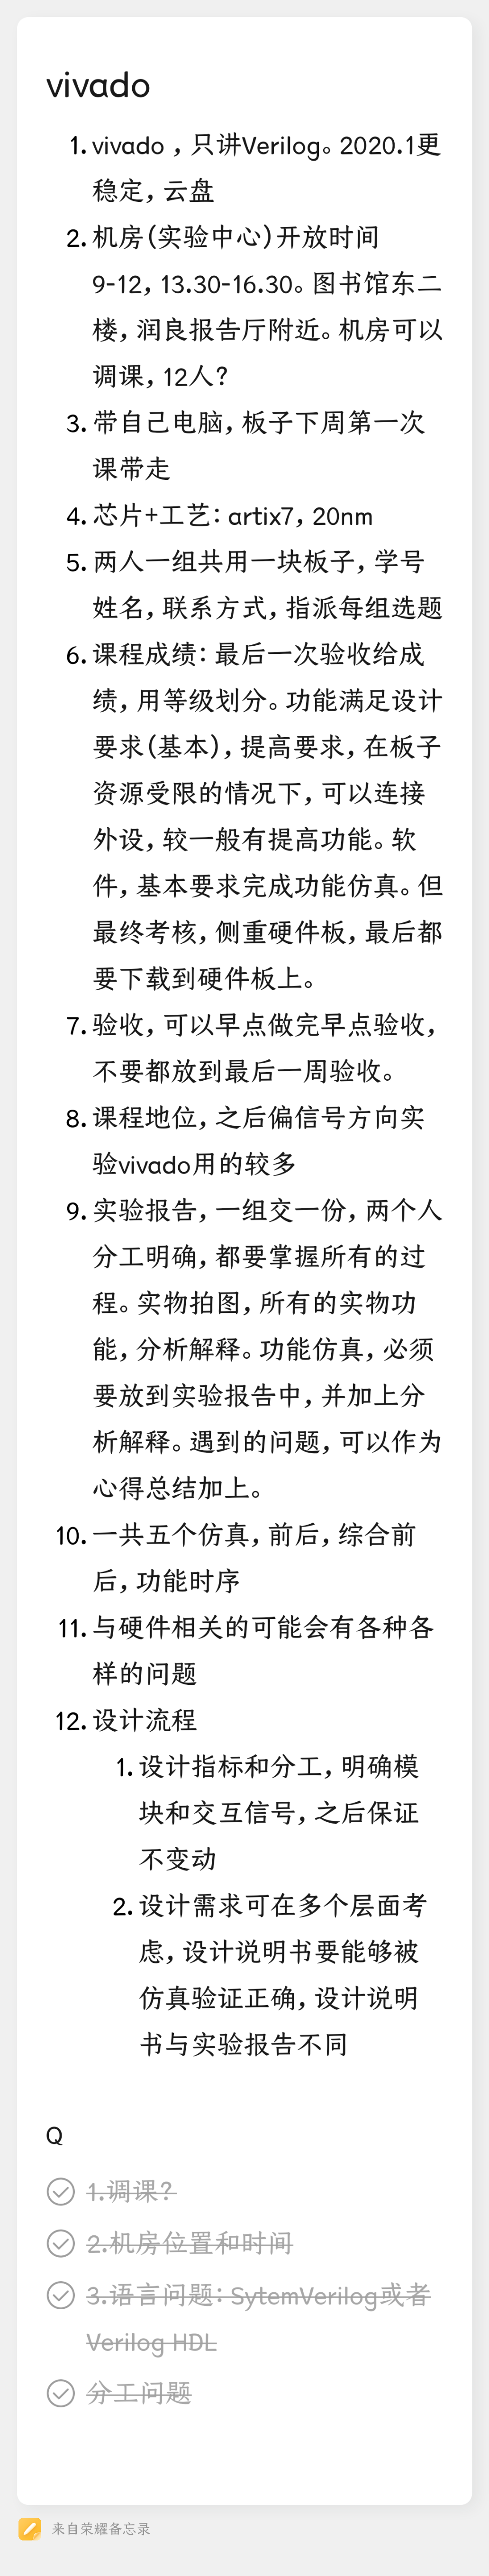 vivado
1. vivado ，只讲Verilog。2020.1更
稳定，云盘
2. 机房（实验中心）开放时间
9-12，13.30-16.30。图书馆东二
楼，润良报告厅附近。机房可以
调课，12人？
3. 带自己电脑，板子下周第一次
课带走
4. 芯片+工艺：artix7，20nm
5. 两人一组共用一块板子，学号
姓名，联系方式，指派每组选题
6. 课程成绩：最后一次验收给成
绩，用等级划分。功能满足设计
要求（基本），提高要求，在板子
资源受限的情况下，可以连接
外设，较一般有提高功能。软
件，基本要求完成功能仿真。但
最终考核，侧重硬件板，最后都
要下载到硬件板上。
7. 验收，可以早点做完早点验收，
不要都放到最后一周验收。
8. 课程地位，之后偏信号方向实
验vivado用的较多
9. 实验报告，一组交一份，两个人
分工明确，都要掌握所有的过
程。实物拍图，所有的实物功
能，分析解释。功能仿真，必须
要放到实验报告中，并加上分
析解释。遇到的问题，可以作为
心得总结加上。
10. 一共五个仿真，前后，综合前
后，功能时序
11. 与硬件相关的可能会有各种各
样的问题
12. 设计流程
1. 设计指标和分工，明确模
块和交互信号，之后保证
不变动
2. 设计需求可在多个层面考
虑，设计说明书要能够被
仿真验证正确，设计说明
书与实验报告不同
Q
1.调课？
2.机房位置和时间
3.语言问题：SytemVerilog或者
Verilog HDL
分工问题
来自荣耀备忘录